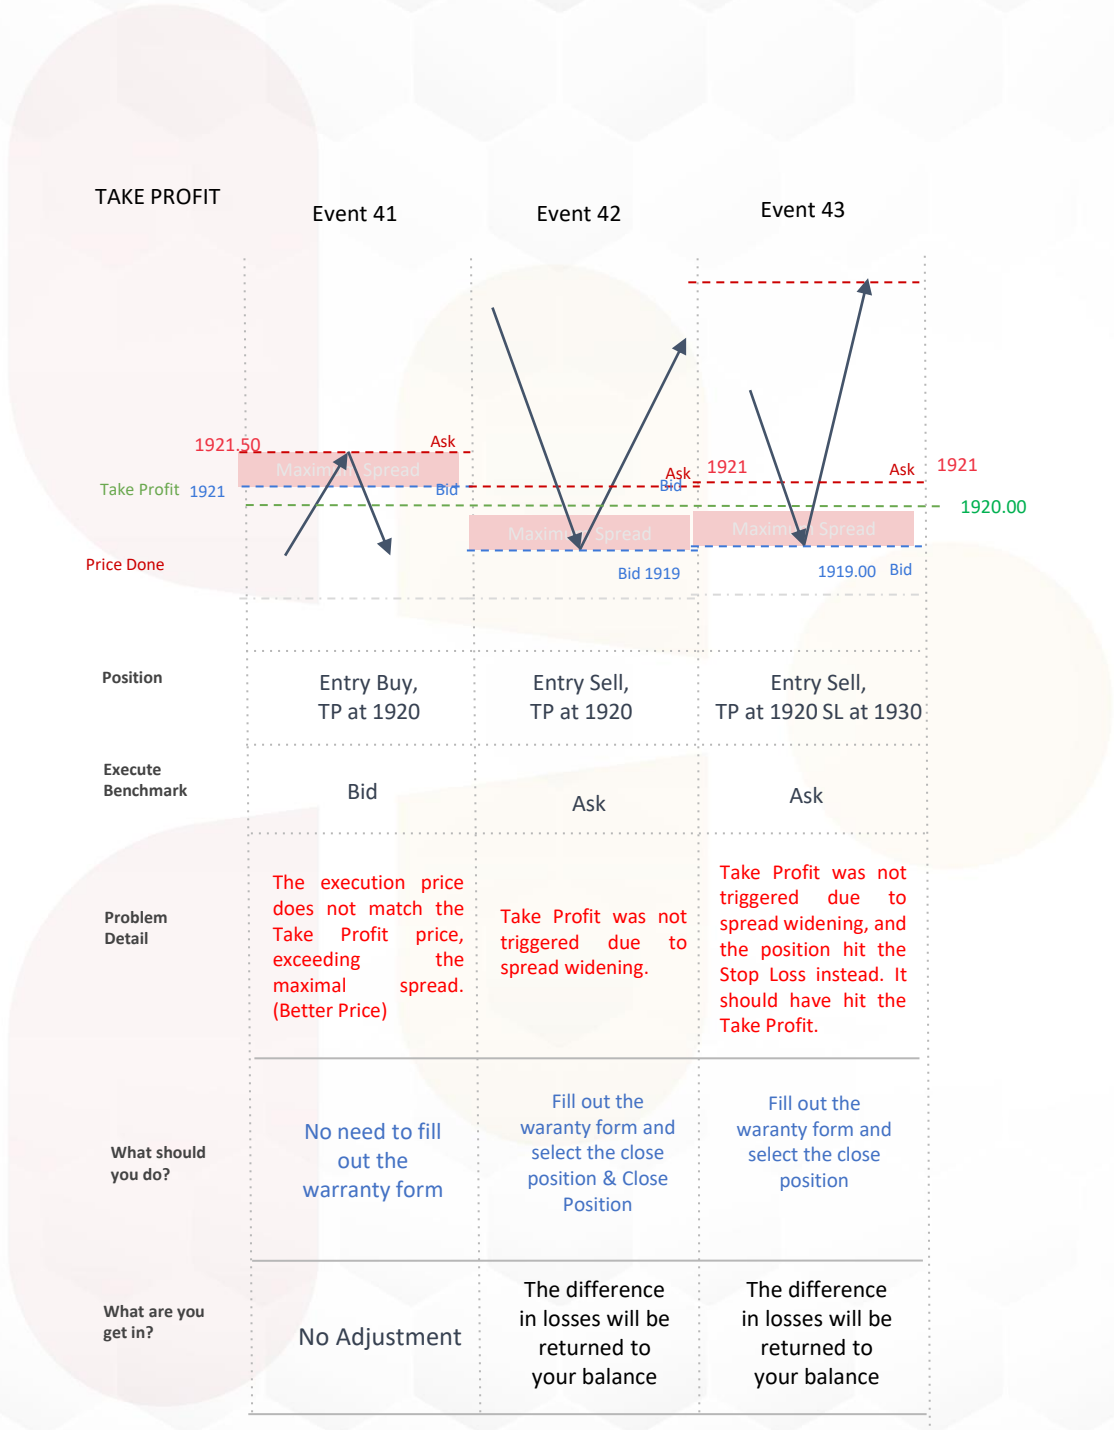 TAKE PROFIT
Event 41
Event 42
Event 43
1921.50
Ask
Maximum Spread
Take Profit
1921
Bid
Price Done
Ask
Bid
1921
Maximum Spread
Bid 1919
Ask
1921
1920.00
Maximum Spread
1919.00
Bid
Position
Entry Buy,
TP at 1920
Entry Sell,
TP at 1920
Entry Sell,
TP at 1920 SL at 1930
Execute
Benchmark
Bid
Ask
Ask
Problem
Detail
The execution price
does not match the
Take Profit price,
exceeding the
maximal spread.
(Better Price)
Take Profit was not
triggered due to
spread widening.
Take Profit was not
triggered due to
spread widening, and
the position hit the
Stop Loss instead. It
should have hit the
Take Profit.
What should
you do?
No need to fill
out the
warranty form
Fill out the
waranty form and
select the close
position & Close
Position
Fill out the
waranty form and
select the close
position
What are you
get in?
No Adjustment
The difference
in losses will be
returned to
your balance
The difference
in losses will be
returned to
your balance